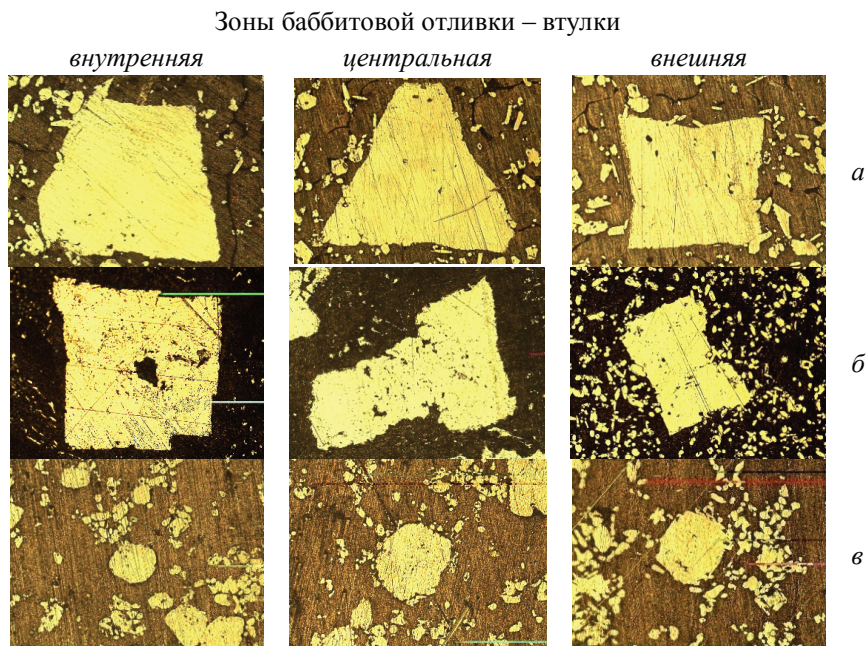 Зоны баббитовой отливки – втулки
внутренняя центральная внешняя
а
б
в